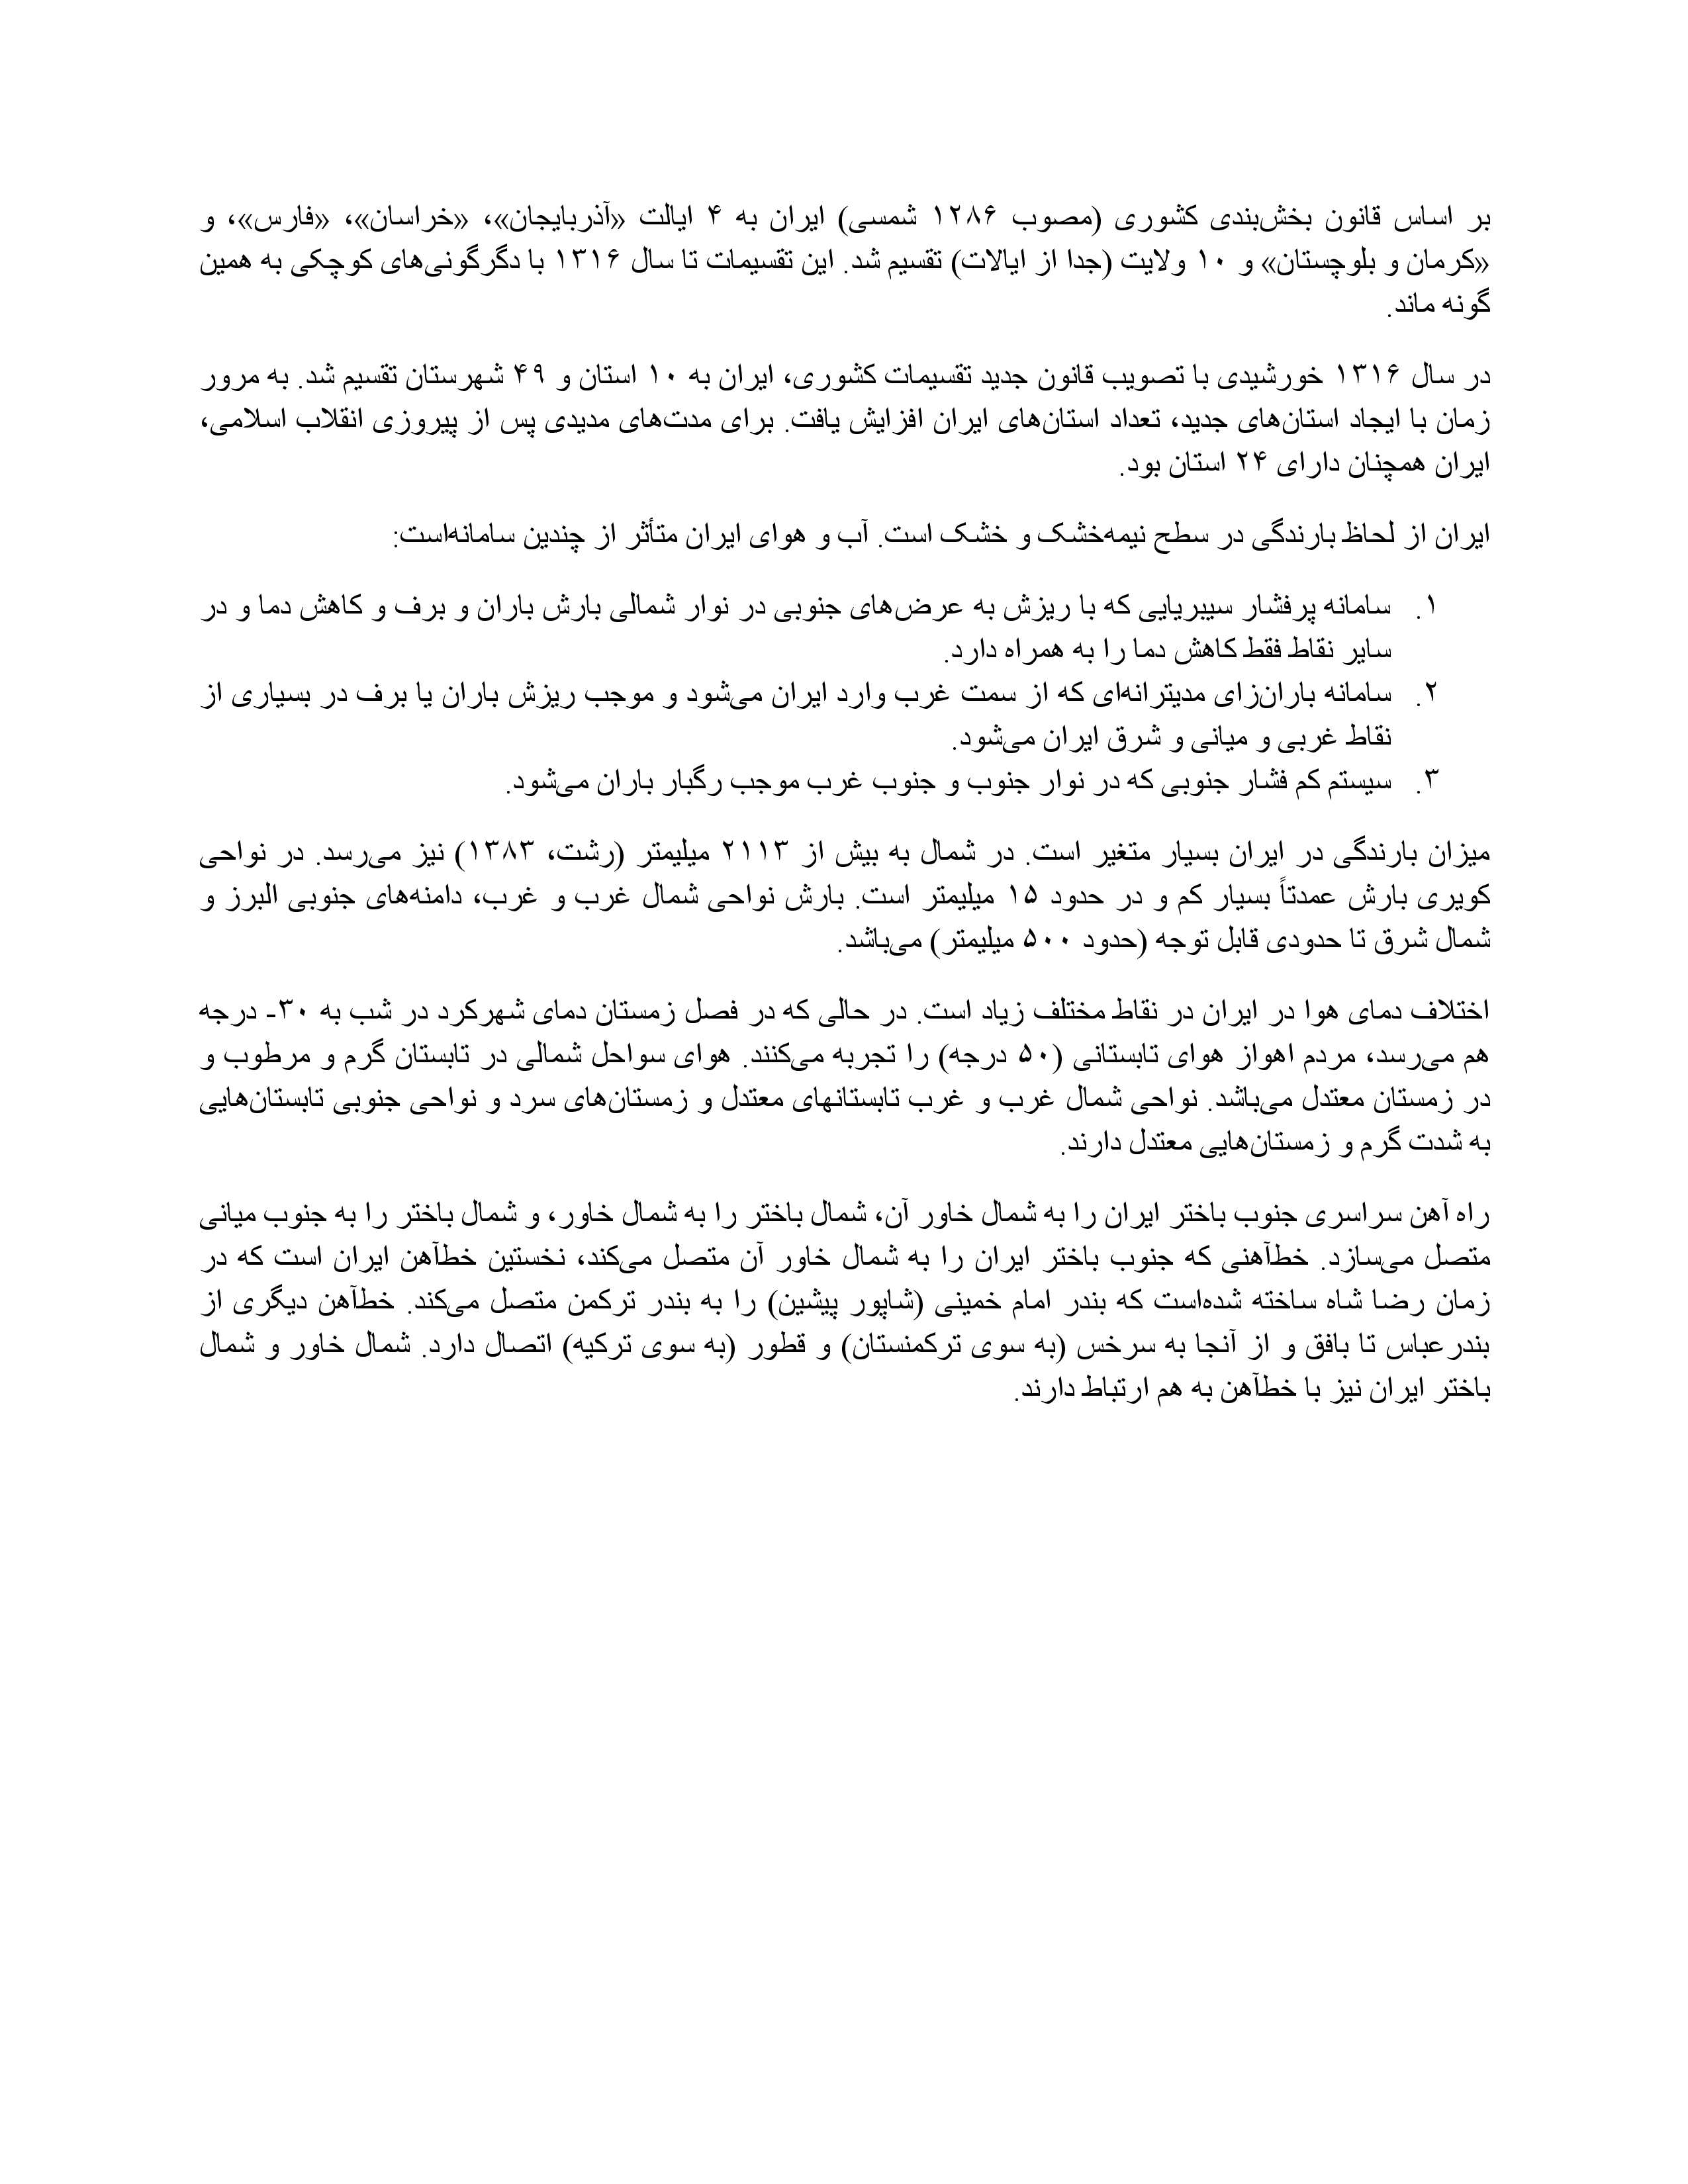 بر اساس قانون بخش‌بندی کشوری (مصوب ۱۲۸۶ شمسی) ایران به ۴ ایالت «آذربایجان»، «خراسان»، «فارس»، و
«کرمان و بلوچستان» و ۱۰ ولایت (جدا از ایالات) تقسیم شد. این تقسیمات تا سال ۱۳۱۶ با دگرگونی‌های کوچکی به همین
گونه ماند.
در سال ۱۳۱۶ خورشیدی با تصویب قانون جدید تقسیمات کشوری، ایران به ۱۰ استان و ۴۹ شهرستان تقسیم شد. به مرور
زمان با ایجاد استان‌های جدید، تعداد استان‌های ایران افزایش یافت. برای مدت‌های مدیدی پس از پیروزی انقلاب اسلامی،
ایران همچنان دارای ۲۴ استان بود.
ایران از لحاظ بارندگی در سطح نیمه‌خشک و خشک است. آب و هوای ایران متأثر از چندین سامانه‌است:
۱. سامانه پرفشار سیبریایی که با ریزش به عرض‌های جنوبی در نوار شمالی بارش باران و برف و کاهش دما و در
سایر نقاط فقط کاهش دما را به همراه دارد.
۲. سامانه باران‌زای مدیترانه‌ای که از سمت غرب وارد ایران می‌شود و موجب ریزش باران یا برف در بسیاری از
نقاط غربی و میانی و شرق ایران می‌شود.
۳. سیستم کم فشار جنوبی که در نوار جنوب و جنوب غرب موجب رگبار باران می‌شود.
میزان بارندگی در ایران بسیار متغیر است. در شمال به بیش از ۲۱۱۳ میلیمتر (رشت، ۱۳۸۳) نیز می‌رسد. در نواحی
کویری بارش عمدتاً بسیار کم و در حدود ۱۵ میلیمتر است. بارش نواحی شمال غرب و غرب، دامنه‌های جنوبی البرز و
شمال شرق تا حدودی قابل توجه (حدود ۵۰۰ میلیمتر) می‌باشد.
اختلاف دمای هوا در ایران در نقاط مختلف زیاد است. در حالی که در فصل زمستان دمای شهرکرد در شب به ۳۰- درجه
هم می‌رسد، مردم اهواز هوای تابستانی (۵۰ درجه) را تجربه می‌کنند. هوای سواحل شمالی در تابستان گرم و مرطوب و
در زمستان معتدل می‌باشد. نواحی شمال غرب و غرب تابستانهای معتدل و زمستان‌های سرد و نواحی جنوبی تابستان‌هایی
به شدت گرم و زمستان‌هایی معتدل دارند.
راه آهن سراسری جنوب باختر ایران را به شمال خاور آن، شمال باختر را به شمال خاور، و شمال باختر را به جنوب میانی
متصل می‌سازد. خط‌آهنی که جنوب باختر ایران را به شمال خاور آن متصل می‌کند، نخستین خط‌آهن ایران است که در
زمان رضا شاه ساخته شده‌است که بندر امام خمینی (شاپور پیشین) را به بندر ترکمن متصل می‌کند. خط‌آهن دیگری از
بندرعباس تا بافق و از آنجا به سرخس (به سوی ترکمنستان) و قطور (به سوی ترکیه) اتصال دارد. شمال خاور و شمال
باختر ایران نیز با خط‌آهن به هم ارتباط دارند.